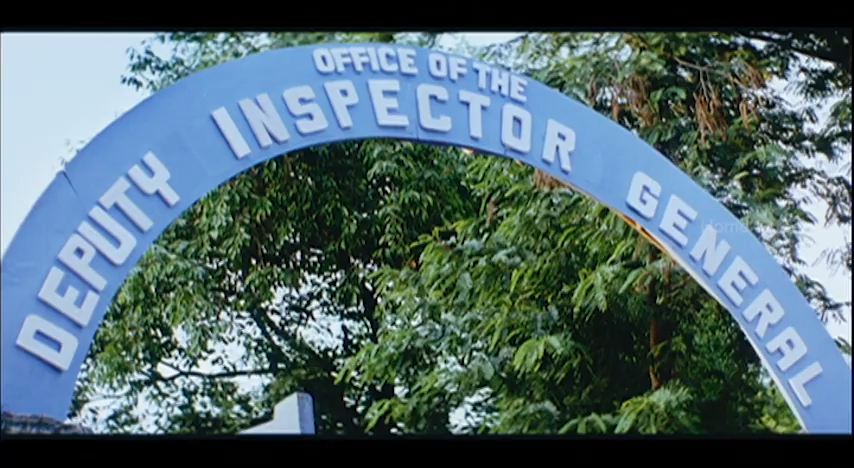 OFFICE OF THE
DEPUTY INSPECTOR GENERAL